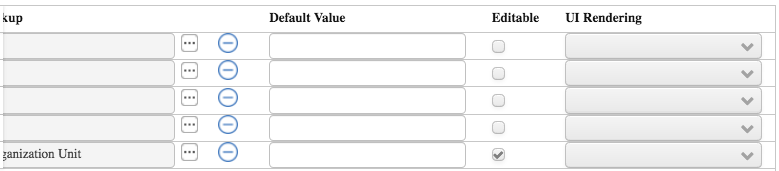 kup Default Value Editable UI Rendering
ganization Unit